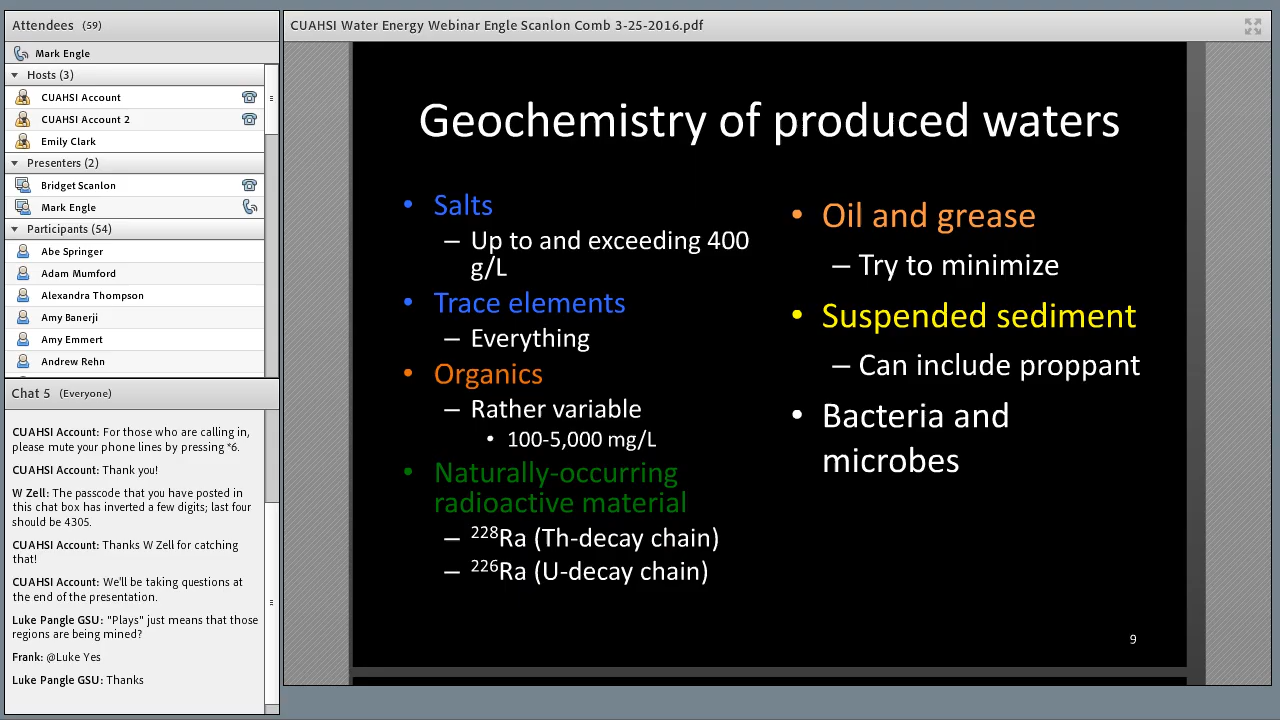 Attendees (59)
Mark Engle
Hosts (3)
CUAHSI Account
CUAHSI Account 2
Emily Clark
Presenters (2)
Bridget Scanlon
Mark Engle
Participants (54)
Abe Springer
Adam Mumford
Alexandra Thompson
Amy Banerji
Amy Emmert
Andrew Rehn
Chat 5 (Everyone)
CUAHSI Account: For those who are calling in,
please mute your phone lines by pressing *6.
CUAHSI Account: Thank you!
W Zell: The passcode that you have posted in
this chat box has inverted a few digits; last four
should be 4305.
CUAHSI Account: Thanks W Zell for catching
that!
CUAHSI Account: We'll be taking questions at
the end of the presentation.
Luke Pangle GSU: "Plays" just means that those
regions are being mined?
Frank: @Luke Yes
Luke Pangle GSU: Thanks
CUAHSI Water Energy Webinar Engle Scanlon Comb 3-25-2016.pdf
Geochemistry of produced waters
• Salts
– Up to and exceeding 400
g/L
• Trace elements
– Everything
• Organics
– Rather variable
• 100-5,000 mg/L
• Naturally-occurring
radioactive material
– ²²⁸Ra (Th-decay chain)
– ²²⁶Ra (U-decay chain)
• Oil and grease
– Try to minimize
• Suspended sediment
– Can include proppant
• Bacteria and
microbes
9